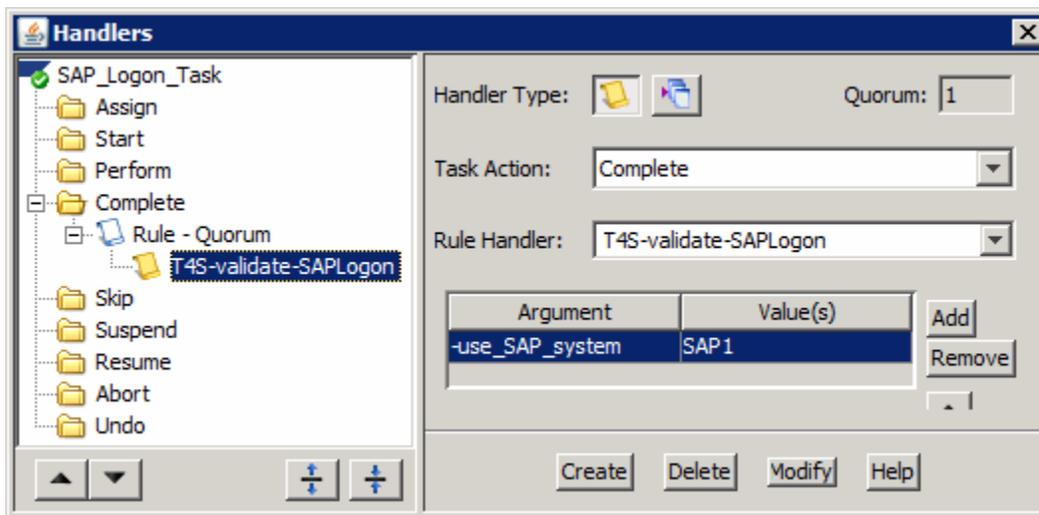 Handlers
SAP_Logon_Task
Assign
Start
Perform
Complete
Rule - Quorum
T4S-validate-SAPLogon
Skip
Suspend
Resume
Abort
Undo
Handler Type:
Quorum: 1
Task Action: Complete
Rule Handler: T4S-validate-SAPLogon
Argument Value(s)
-use_SAP_system SAP1
Add
Remove
Create Delete Modify Help